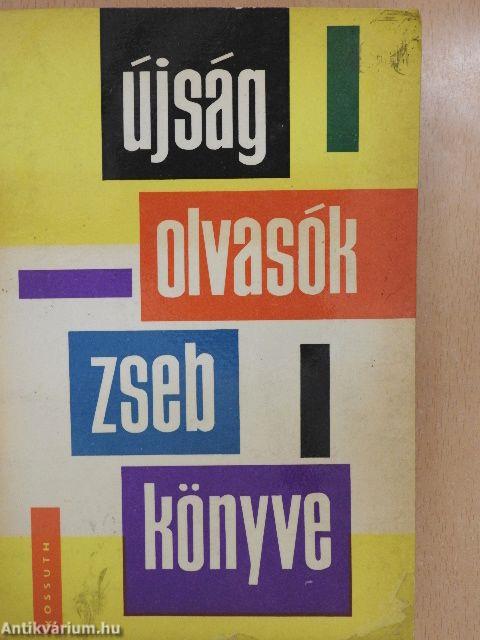 újság
olvasók
zseb
könyve
KOSSUTH
Antikvárium.hu